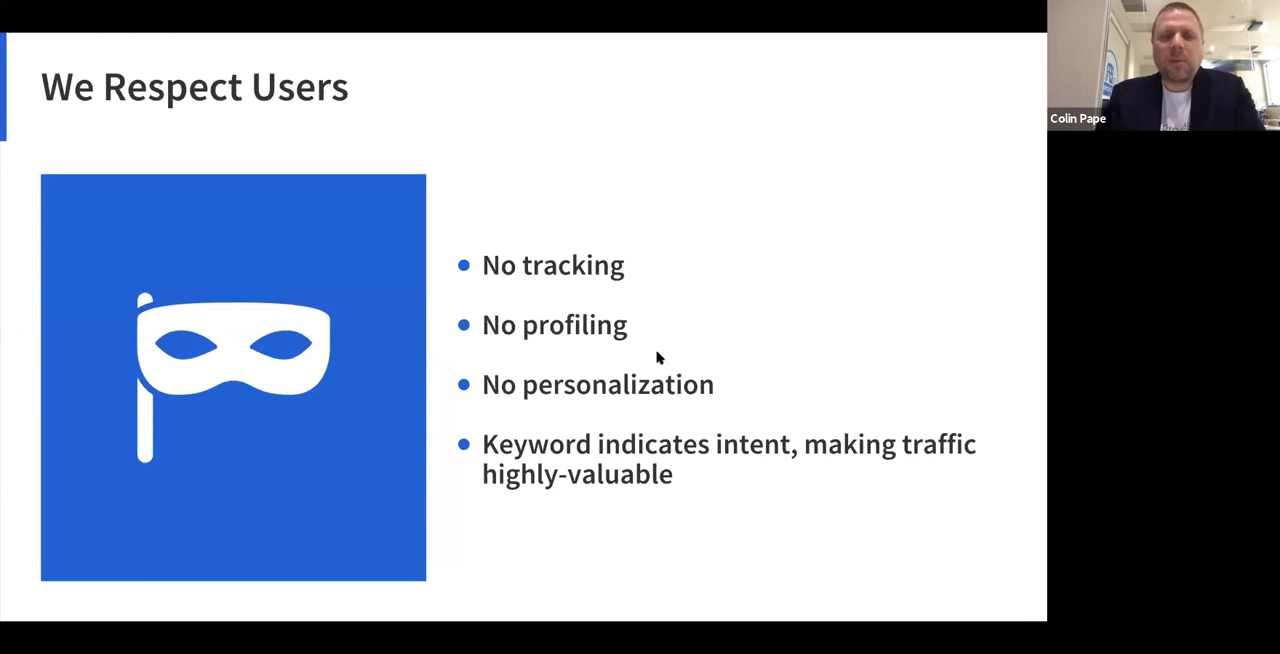 We Respect Users
Colin Pape
No tracking
No profiling
No personalization
Keyword indicates intent, making traffic
highly-valuable